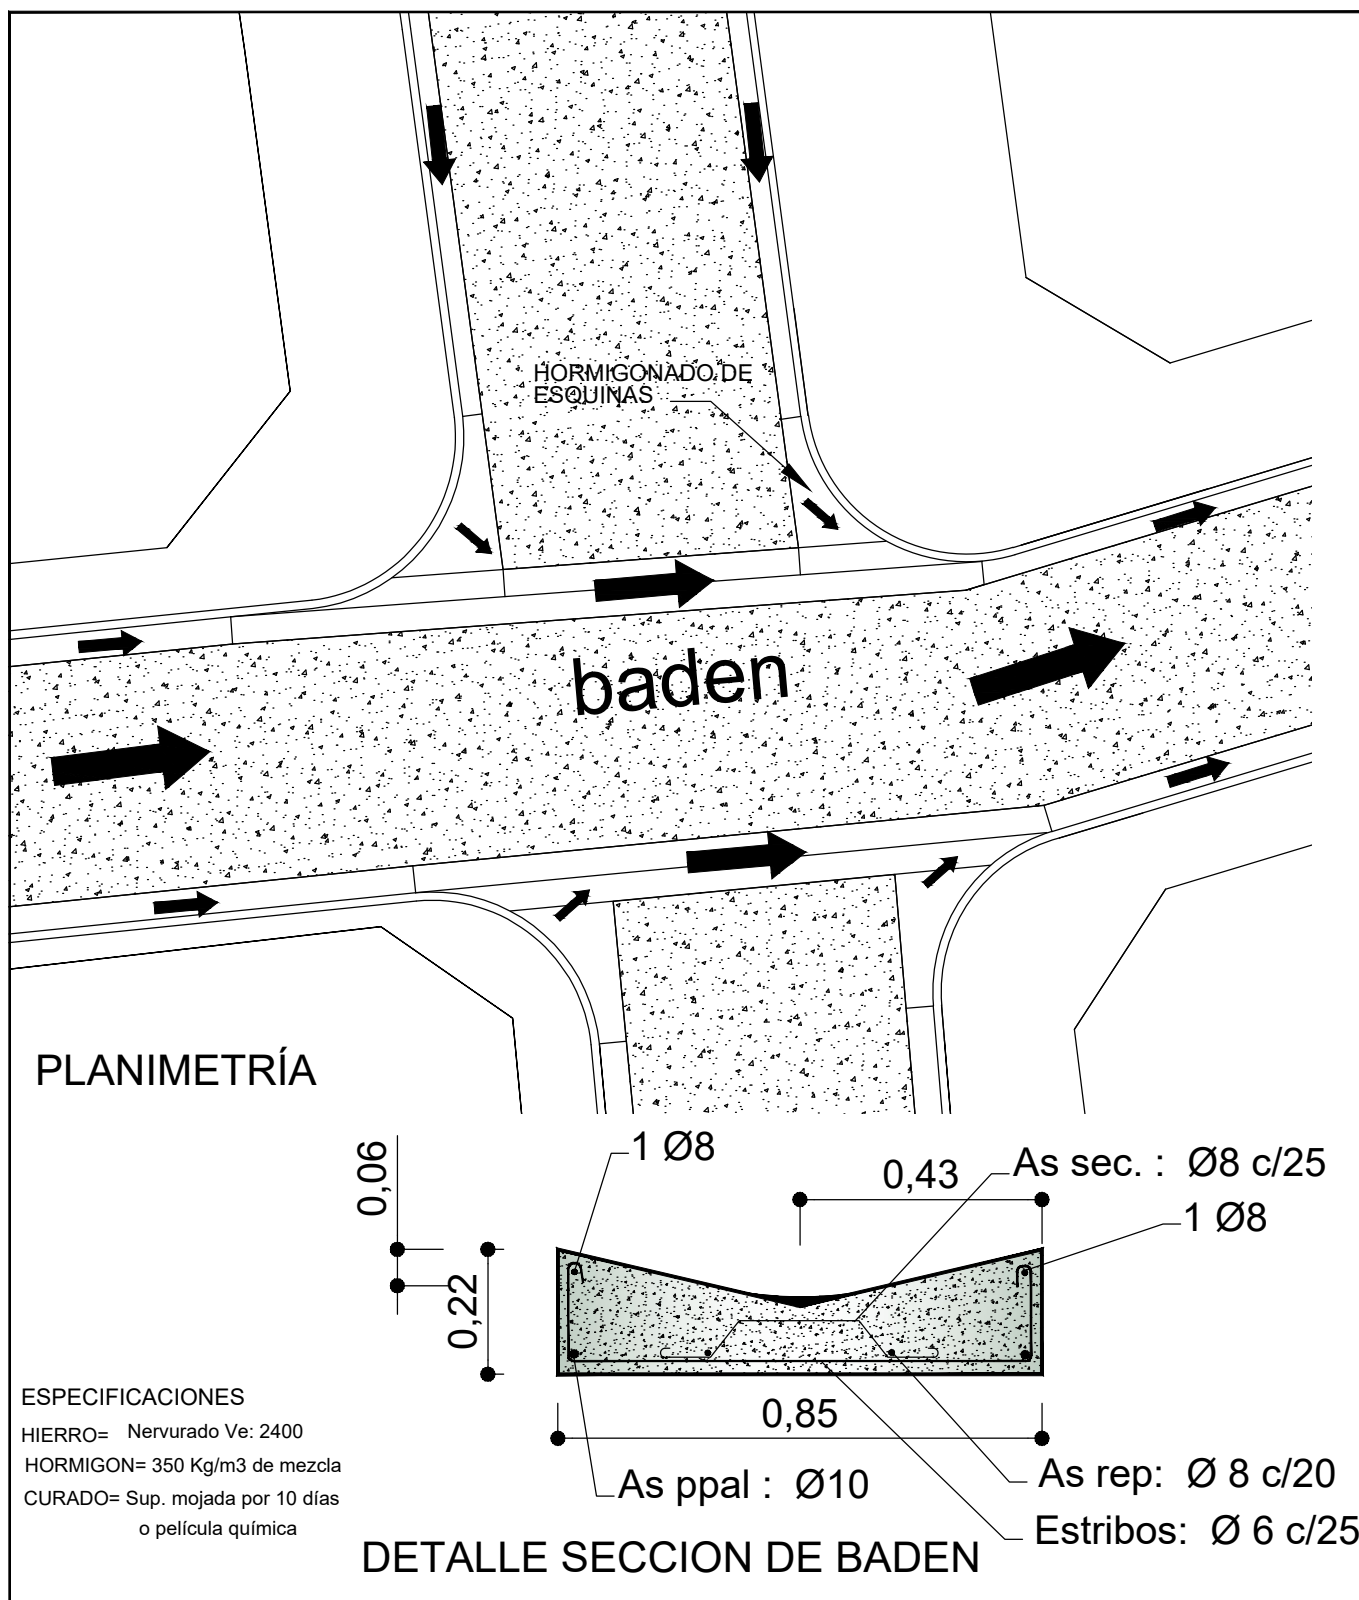 HORMIGONADO DE
ESQUINAS
baden
PLANIMETRÍA
0,06
1 Ø8
0,43
As sec. : Ø8 c/25
1 Ø8
0,22
0,85
ESPECIFICACIONES
HIERRO= Nervurado Ve: 2400
HORMIGON= 350 Kg/m3 de mezcla
CURADO= Sup. mojada por 10 días
o película química
As ppal : Ø10
As rep: Ø 8 c/20
Estribos: Ø 6 c/25
DETALLE SECCION DE BADEN